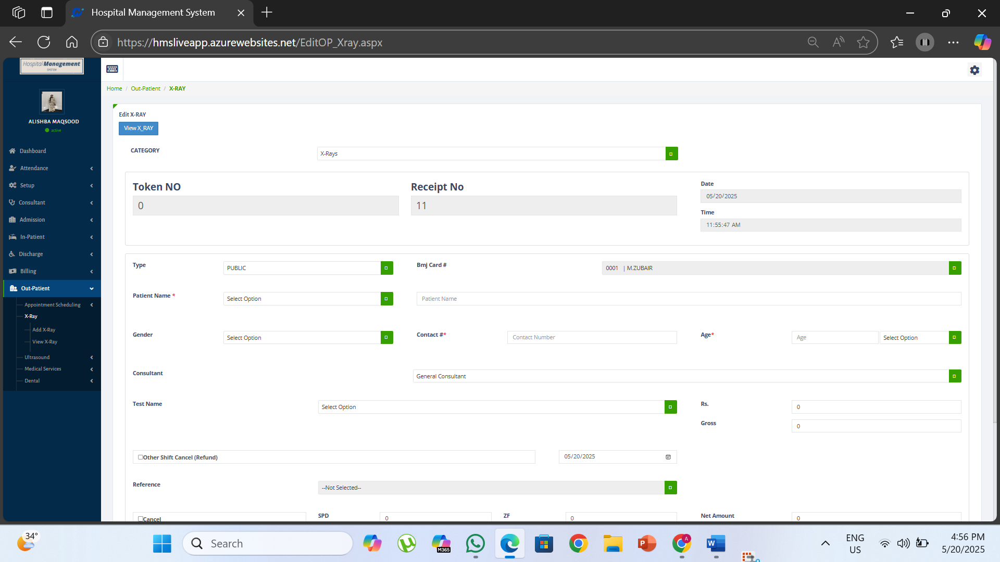 Hospital Management System
https://hmsliveapp.azurewebsites.net/EditOP_Xray.aspx
Hospital Management
SYSTEM
ALISHBA MAQSOOD
active
Dashboard
Attendance
Setup
Consultant
Admission
In-Patient
Discharge
Billing
Out-Patient
Appointment Scheduling
X-Ray
Add X-Ray
View X-Ray
Ultrasound
Medical Services
Dental
Home / Out-Patient / X-RAY
Edit X-RAY
View X_RAY
CATEGORY X-Rays
Token NO Receipt No Date
0 11 05/20/2025
Time
11:55:47 AM
Type PUBLIC Bmj Card # 0001 | M.ZUBAIR
Patient Name * Select Option Patient Name
Gender Select Option Contact #* Contact Number Age* Age Select Option
Consultant General Consultant
Test Name Select Option Rs. 0
Gross 0
Other Shift Cancel (Refund) 05/20/2025
Reference --Not Selected--
Cancel SPD 0 ZF 0 Net Amount 0
34°
Search
M365
ENG
US
4:56 PM
5/20/2025